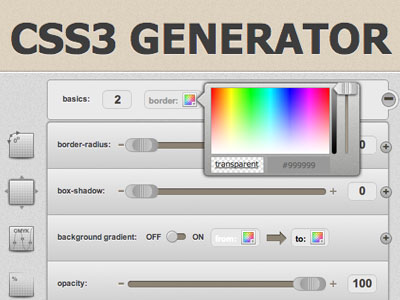 CSS3 GENERATOR
basics: 2 border:
border-radius: - 0 +
transparent #999999
box-shadow: - + 0 +
background gradient: OFF ON from: to: +
CMYK
% opacity: - + 100